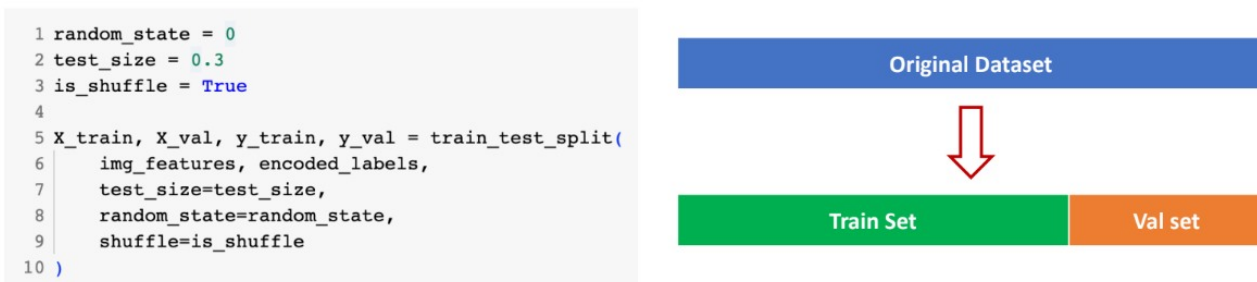 1 random_state = 0
2 test_size = 0.3
3 is_shuffle = True
4
5 X_train, X_val, y_train, y_val = train_test_split(
6     img_features, encoded_labels,
7     test_size=test_size,
8     random_state=random_state,
9     shuffle=is_shuffle
10 )
Original Dataset
Train Set
Val set